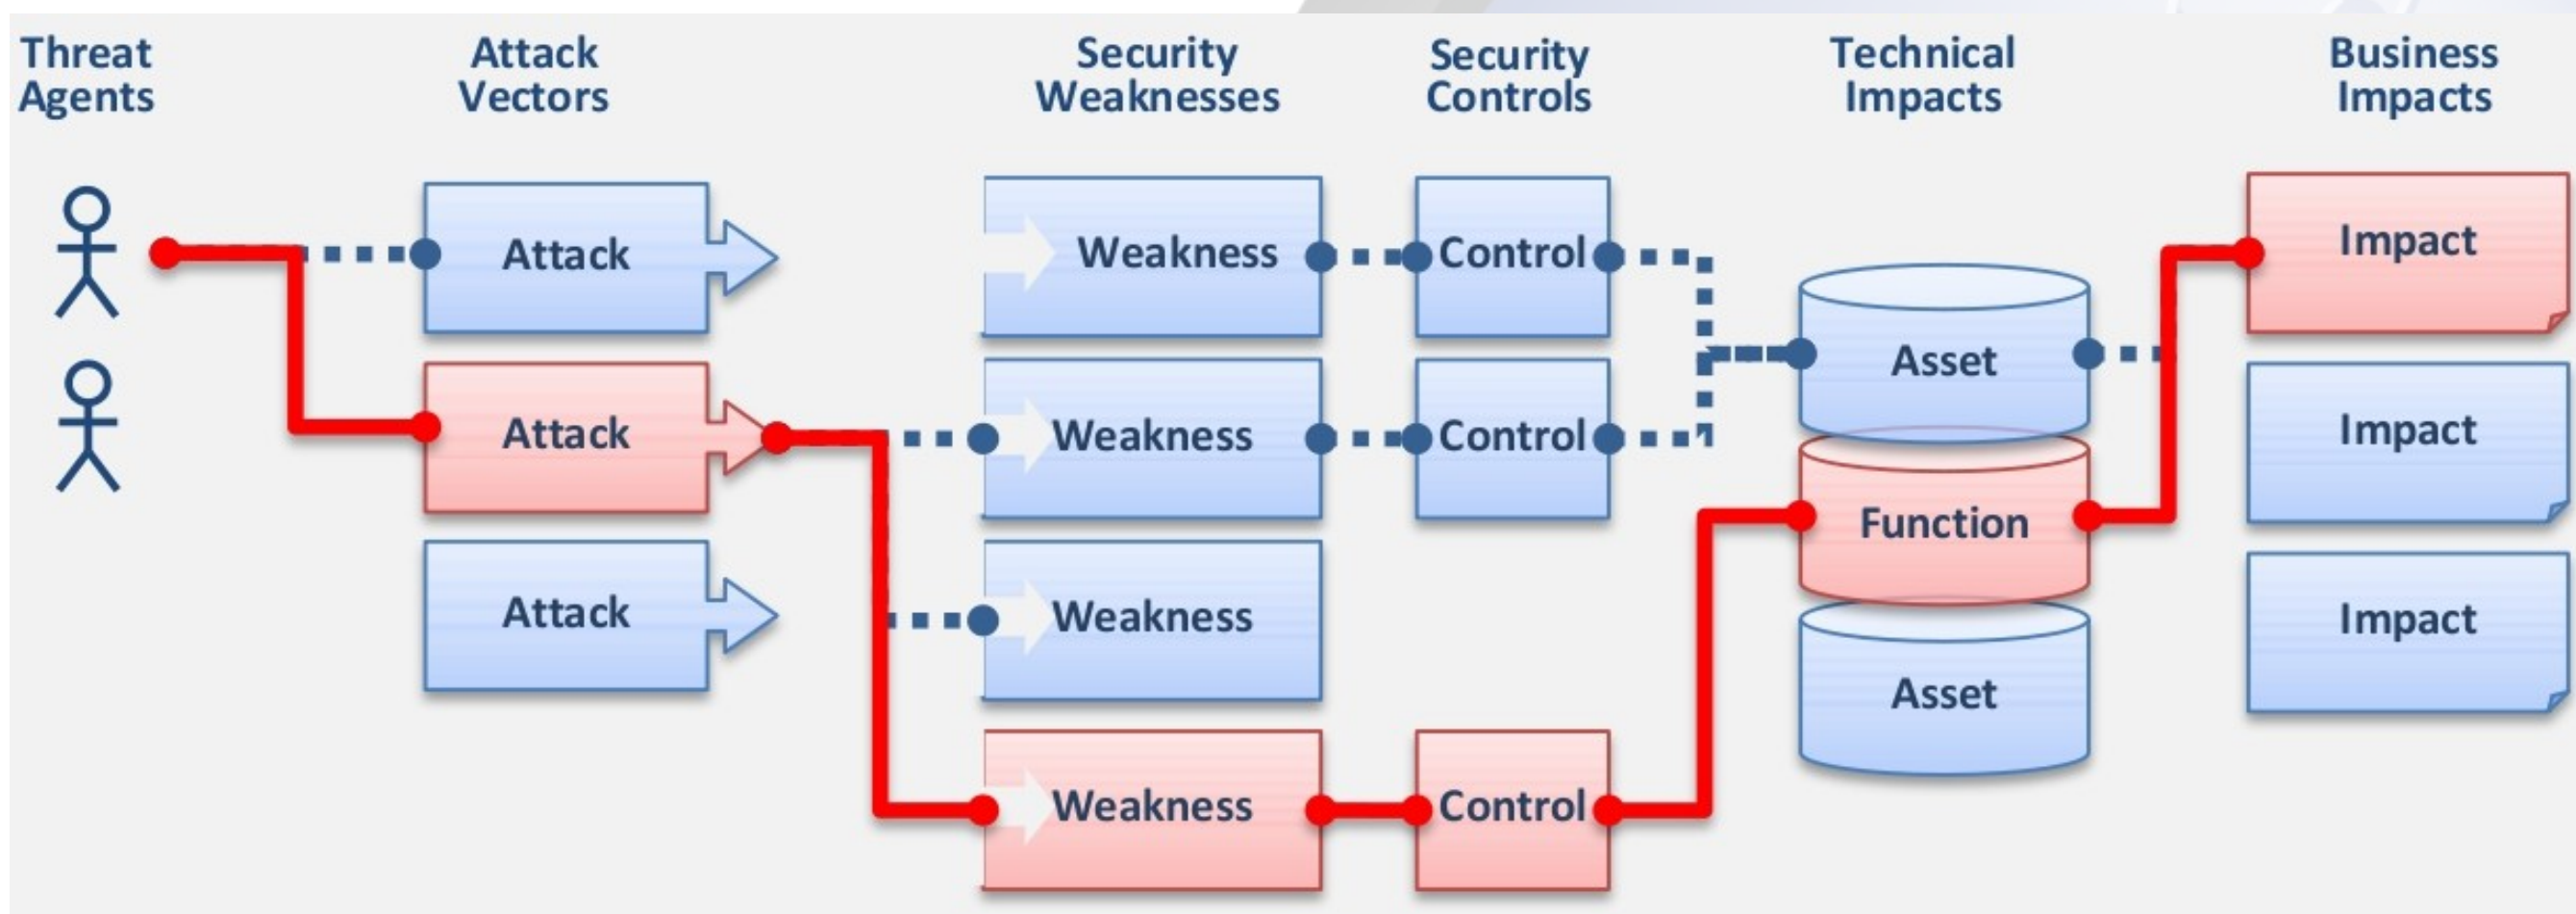 Threat
Agents
Attack
Vectors
Security
Weaknesses
Security
Controls
Technical
Impacts
Business
Impacts
Attack
Weakness
Control
Impact
Asset
Attack
Weakness
Control
Impact
Function
Attack
Weakness
Impact
Asset
Weakness
Control